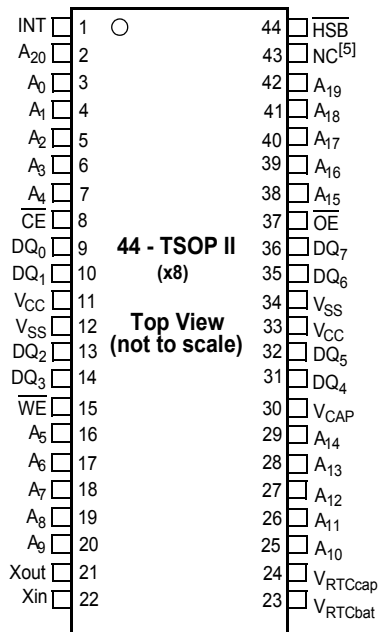 INT 1 44 H̅S̅B̅
A20 2 43 NC[5]
A0 3 42 A19
A1 4 41 A18
A2 5 40 A17
A3 6 39 A16
A4 7 38 A15
C̅E̅ 8 37 O̅E̅
DQ0 9 44 - TSOP II 36 DQ7
DQ1 10 (x8) 35 DQ6
VCC 11 34 VSS
VSS 12 Top View 33 VCC
DQ2 13 (not to scale) 32 DQ5
DQ3 14 31 DQ4
W̅E̅ 15 30 VCAP
A5 16 29 A14
A6 17 28 A13
A7 18 27 A12
A8 19 26 A11
A9 20 25 A10
Xout 21 24 VRTCcap
Xin 22 23 VRTCbat